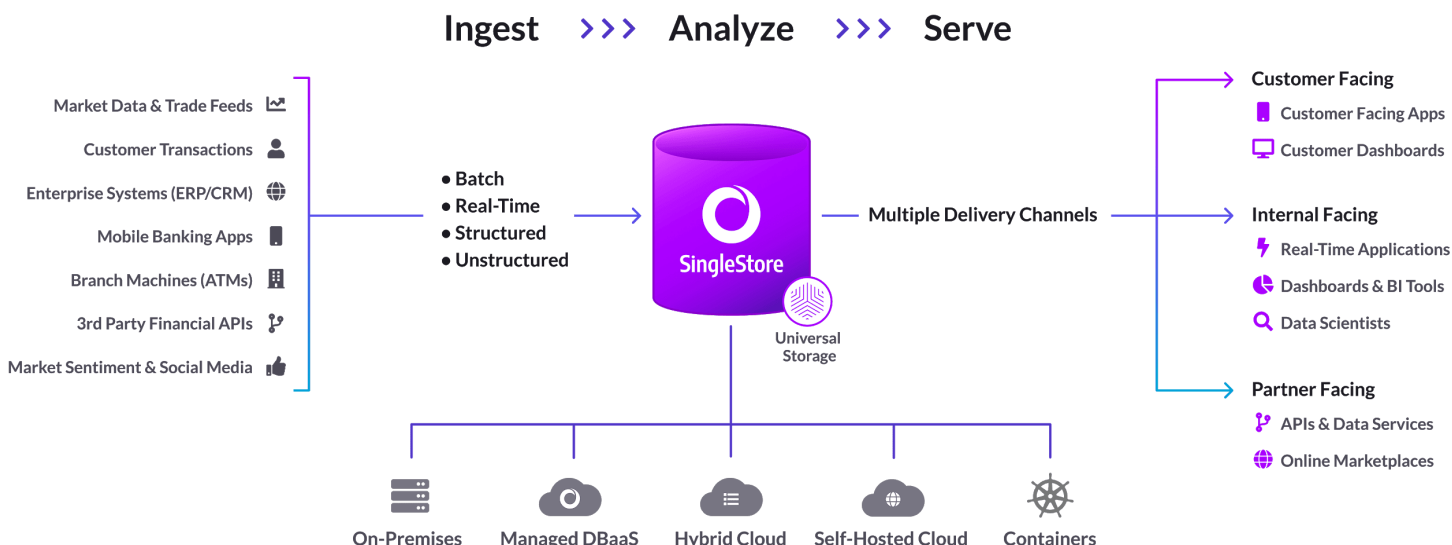 Ingest >>> Analyze >>> Serve
Market Data & Trade Feeds
Customer Transactions
Enterprise Systems (ERP/CRM)
Mobile Banking Apps
Branch Machines (ATMs)
3rd Party Financial APIs
Market Sentiment & Social Media
• Batch
• Real-Time
• Structured
• Unstructured
SingleStore
Universal
Storage
Multiple Delivery Channels
Customer Facing
Customer Facing Apps
Customer Dashboards
Internal Facing
Real-Time Applications
Dashboards & BI Tools
Data Scientists
Partner Facing
APIs & Data Services
Online Marketplaces
On-Premises
Managed DBaaS
Hybrid Cloud
Self-Hosted Cloud
Containers